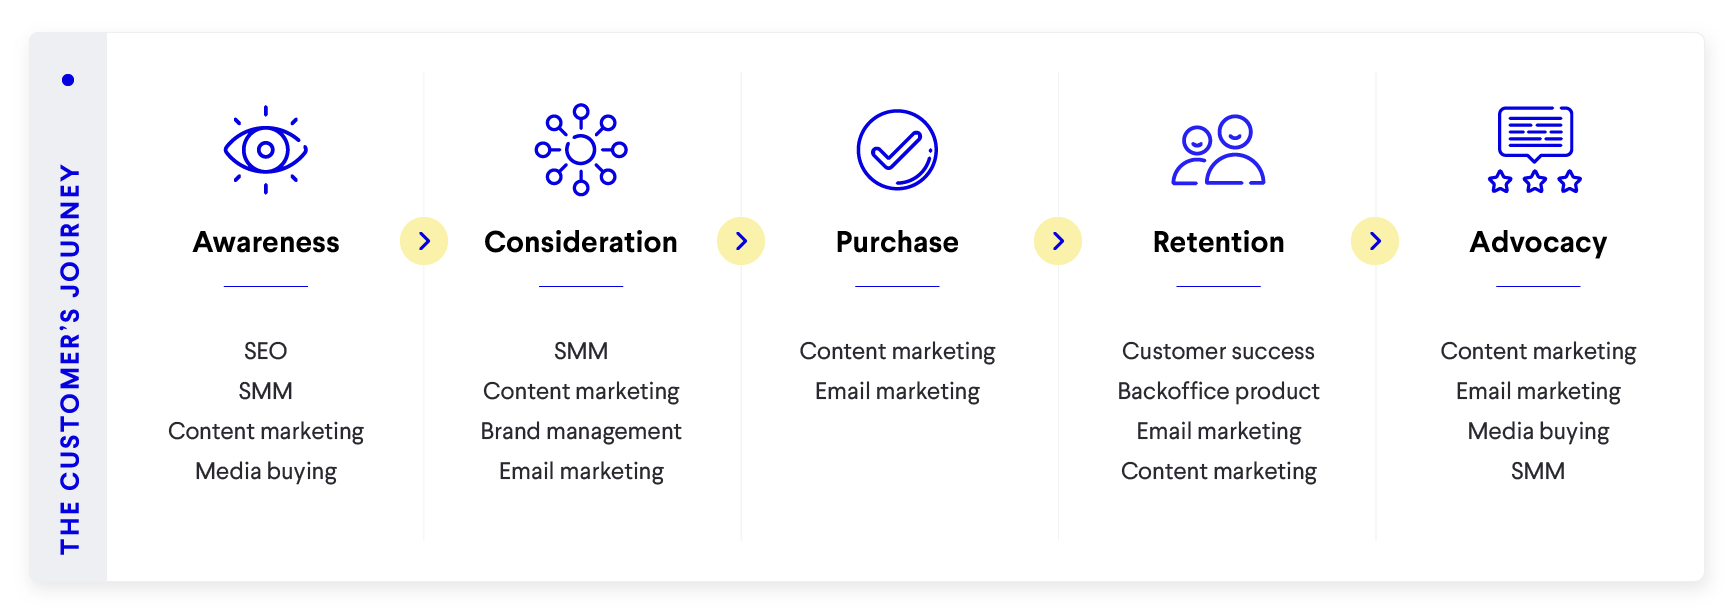 THE CUSTOMER'S JOURNEY
Awareness
SEO
SMM
Content marketing
Media buying
Consideration
SMM
Content marketing
Brand management
Email marketing
Purchase
Content marketing
Email marketing
Retention
Customer success
Backoffice product
Email marketing
Content marketing
Advocacy
Content marketing
Email marketing
Media buying
SMM